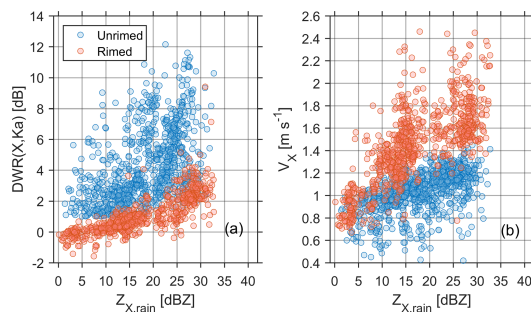 14
12
10
8
6
4
2
0
-2
DWR(X,Ka) [dB]
Unrimed
Rimed
(a)
0 5 10 15 20 25 30 35 40
Z_X,rain [dBZ]
2.6
2.4
2.2
2
1.8
1.6
1.4
1.2
1
0.8
0.6
0.4
V_X [m s⁻¹]
(b)
0 5 10 15 20 25 30 35 40
Z_X,rain [dBZ]